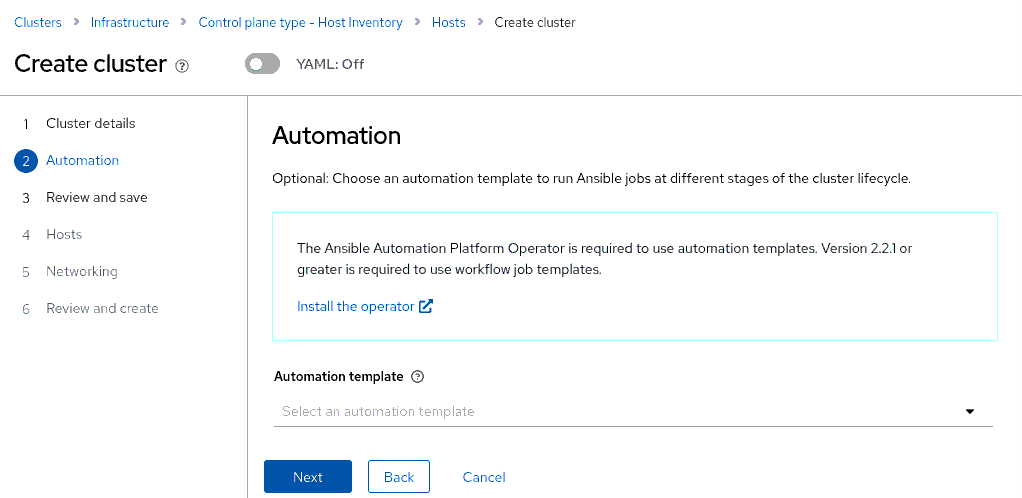 Clusters > Infrastructure > Control plane type - Host Inventory > Hosts > Create cluster
Create cluster
YAML: Off
1 Cluster details
2 Automation
3 Review and save
4 Hosts
5 Networking
6 Review and create
Automation
Optional: Choose an automation template to run Ansible jobs at different stages of the cluster lifecycle.
The Ansible Automation Platform Operator is required to use automation templates. Version 2.2.1 or
greater is required to use workflow job templates.
Install the operator
Automation template
Select an automation template
Next Back Cancel